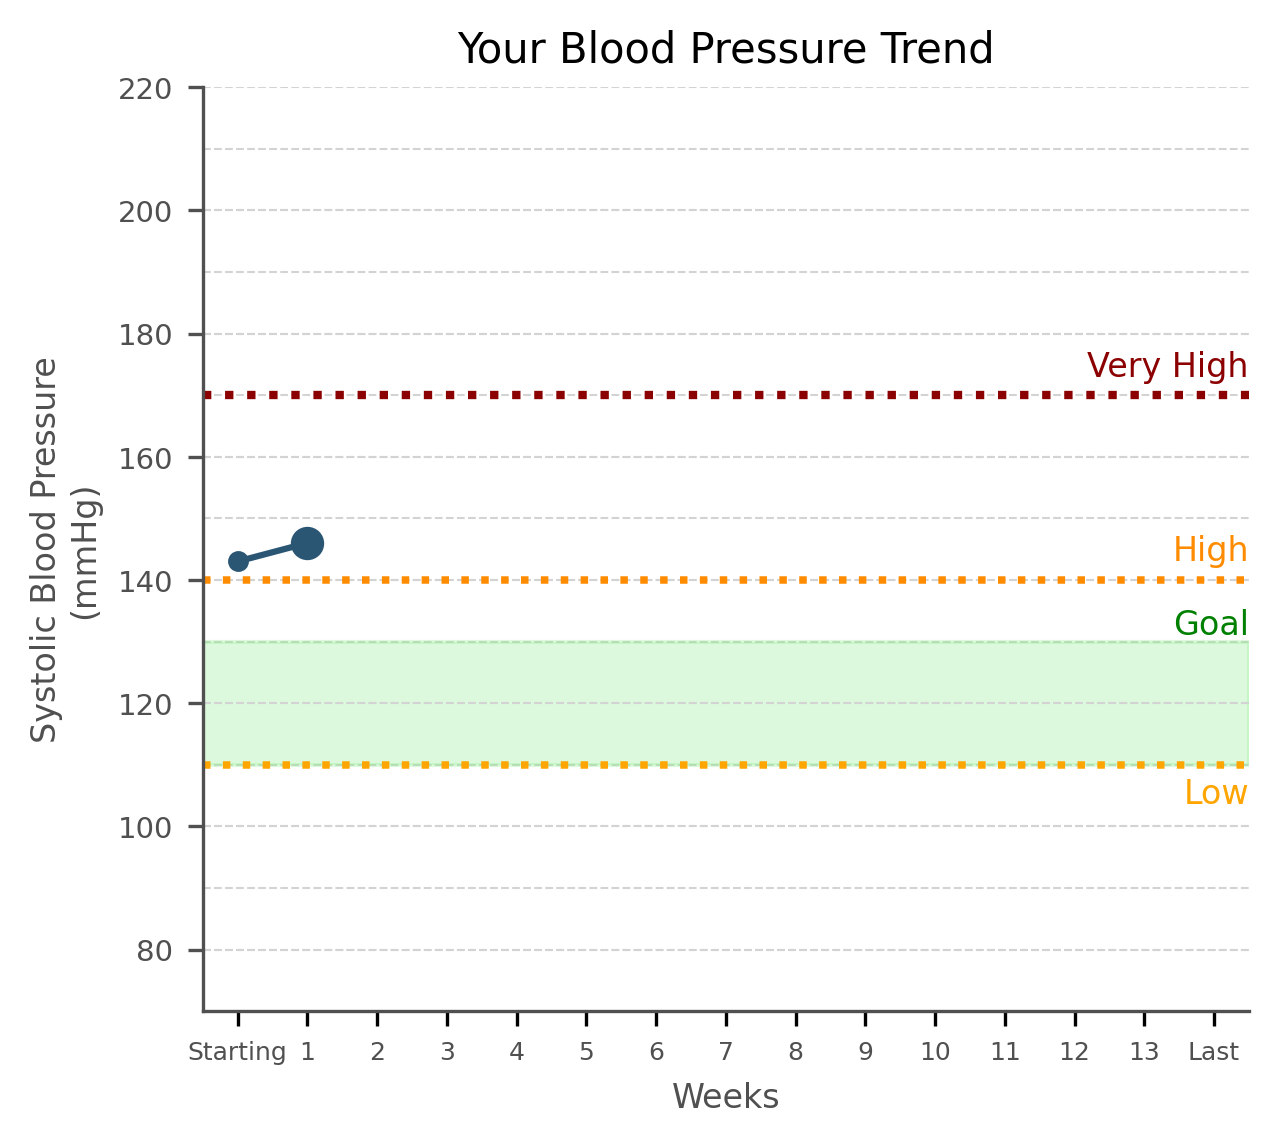 Your Blood Pressure Trend
220
200
180
160
140
120
100
80
Systolic Blood Pressure
(mmHg)
Very High
High
Goal
Low
Starting 1 2 3 4 5 6 7 8 9 10 11 12 13 Last
Weeks